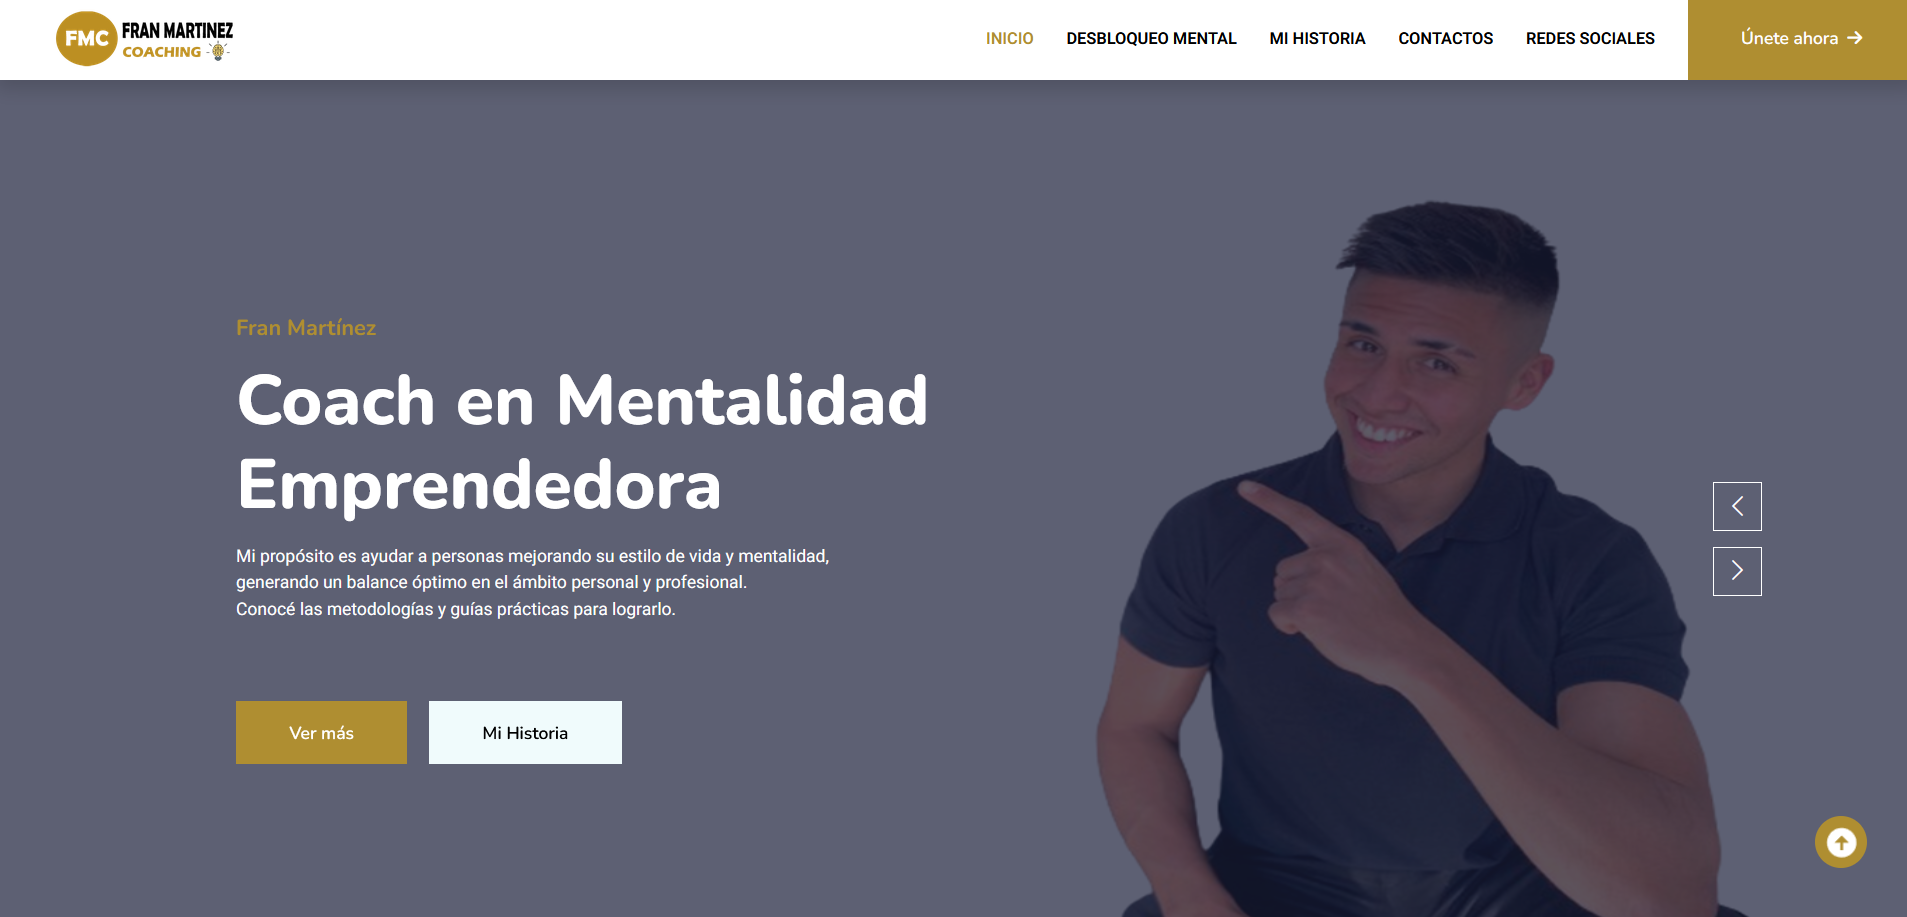 FMC FRAN MARTINEZ
COACHING
INICIO DESBLOQUEO MENTAL MI HISTORIA CONTACTOS REDES SOCIALES Únete ahora
Fran Martínez
Coach en Mentalidad
Emprendedora
Mi propósito es ayudar a personas mejorando su estilo de vida y mentalidad,
generando un balance óptimo en el ámbito personal y profesional.
Conocé las metodologías y guías prácticas para lograrlo.
Ver más Mi Historia